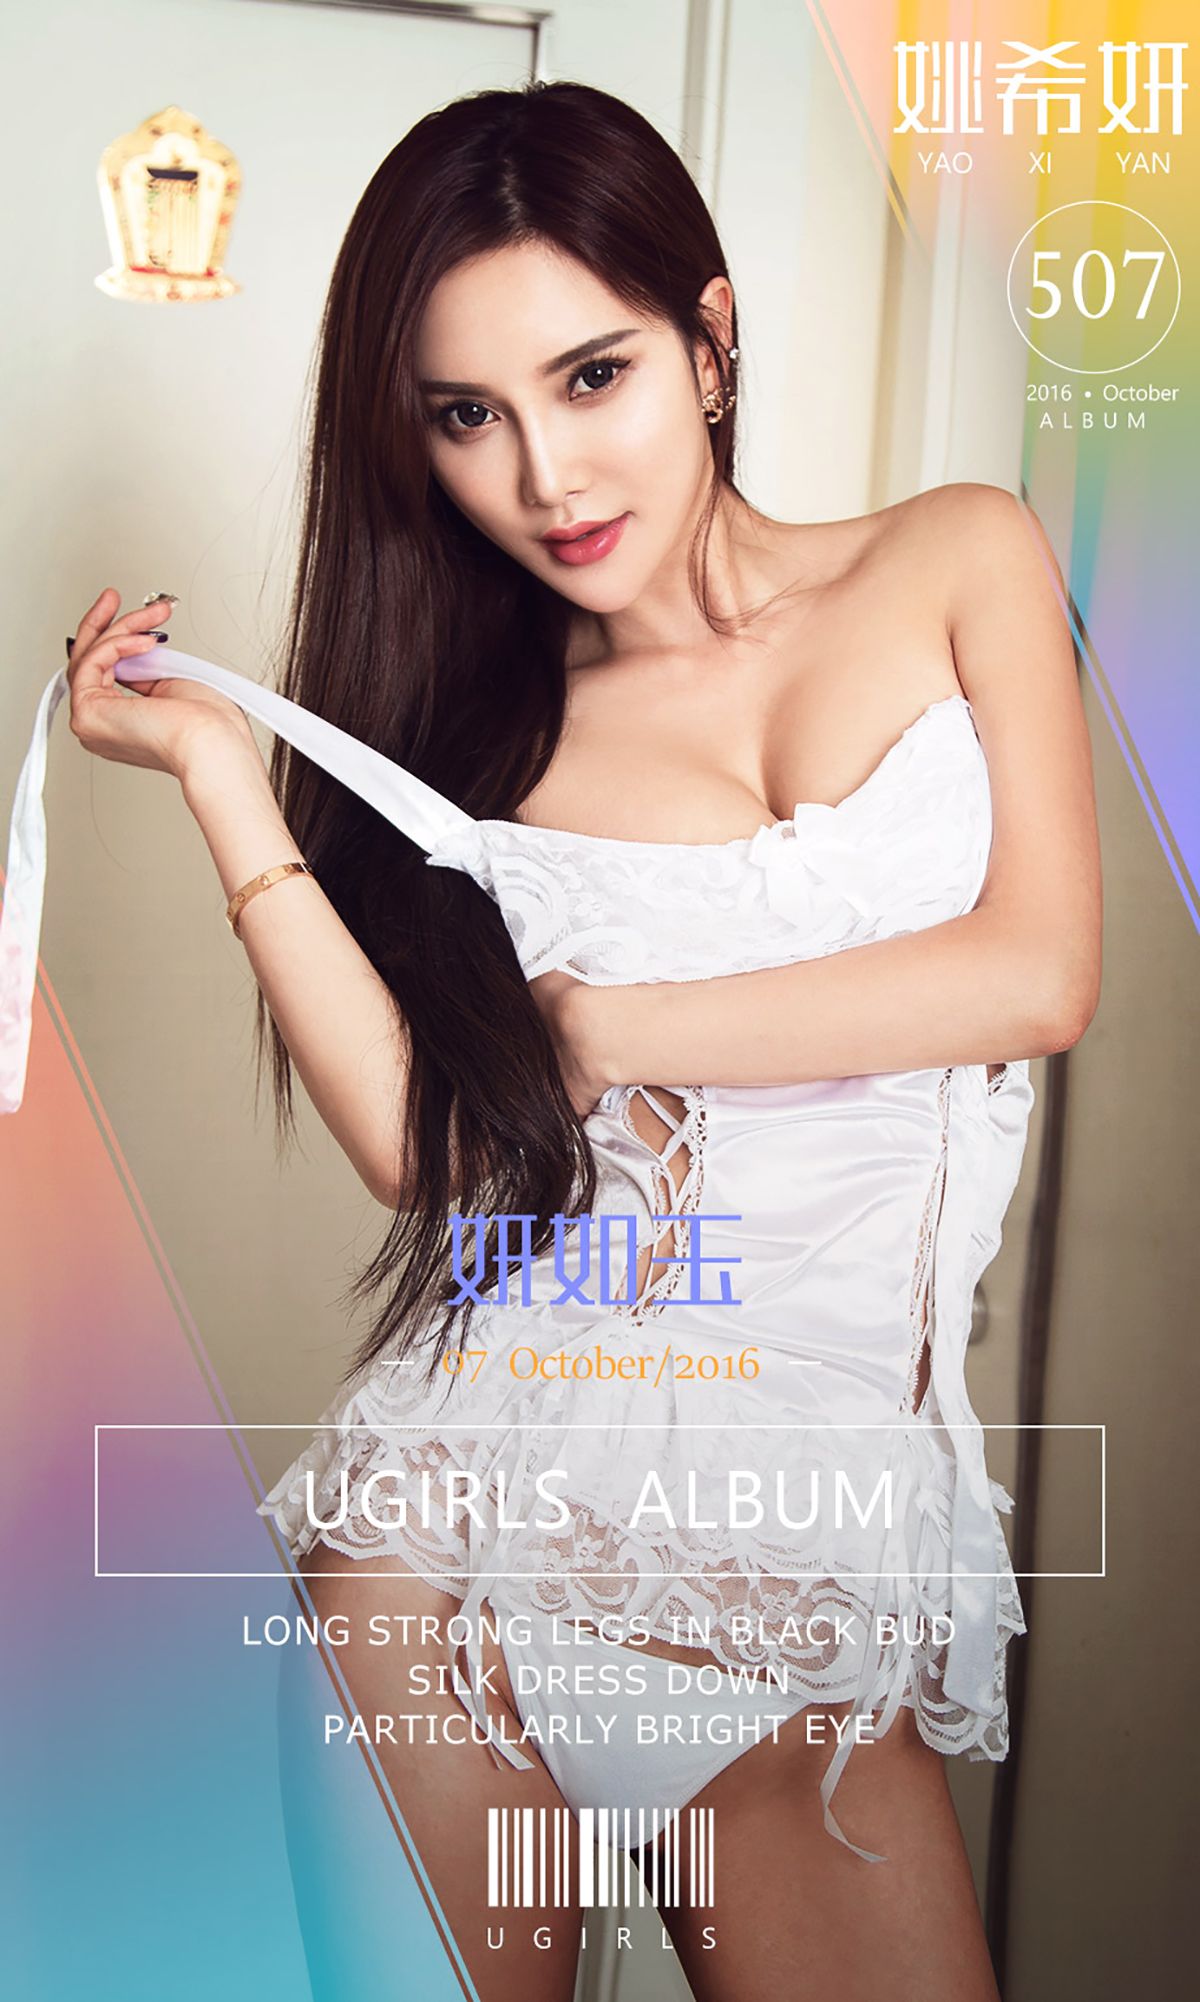 姚希妍
YAO XI YAN
507
2016 • October
ALBUM
妍如玉
07 October/2016
UGIRLS ALBUM
LONG STRONG LEGS IN BLACK BUD
SILK DRESS DOWN
PARTICULARLY BRIGHT EYE
UGIRLS